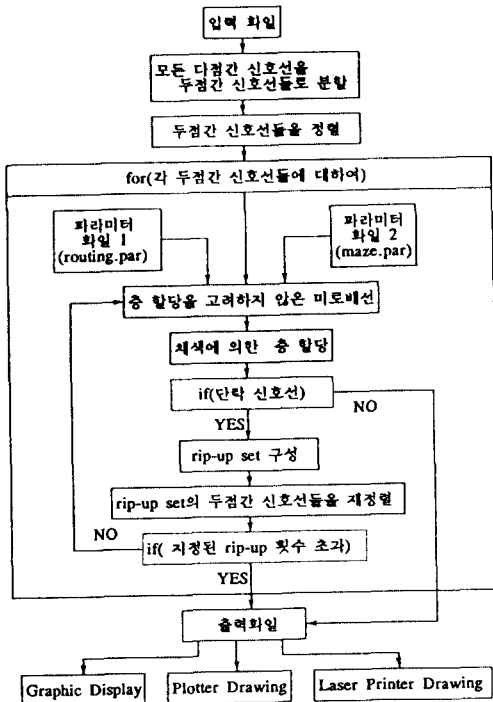 입력 화일
모든 다점간 신호선을
두점간 신호선들로 분할
두점간 신호선들을 정렬
for(각 두점간 신호선들에 대하여)
파라미터
화일 1
(routing.par)
파라미터
화일 2
(maze.par)
층 할당을 고려하지 않은 미로배선
채색에 의한 층 할당
if(단락 신호선)
NO
YES
rip-up set 구성
rip-up set의 두점간 신호선들을 재정렬
NO
if( 지정된 rip-up 횟수 초과)
YES
출력화일
Graphic Display
Plotter Drawing
Laser Printer Drawing